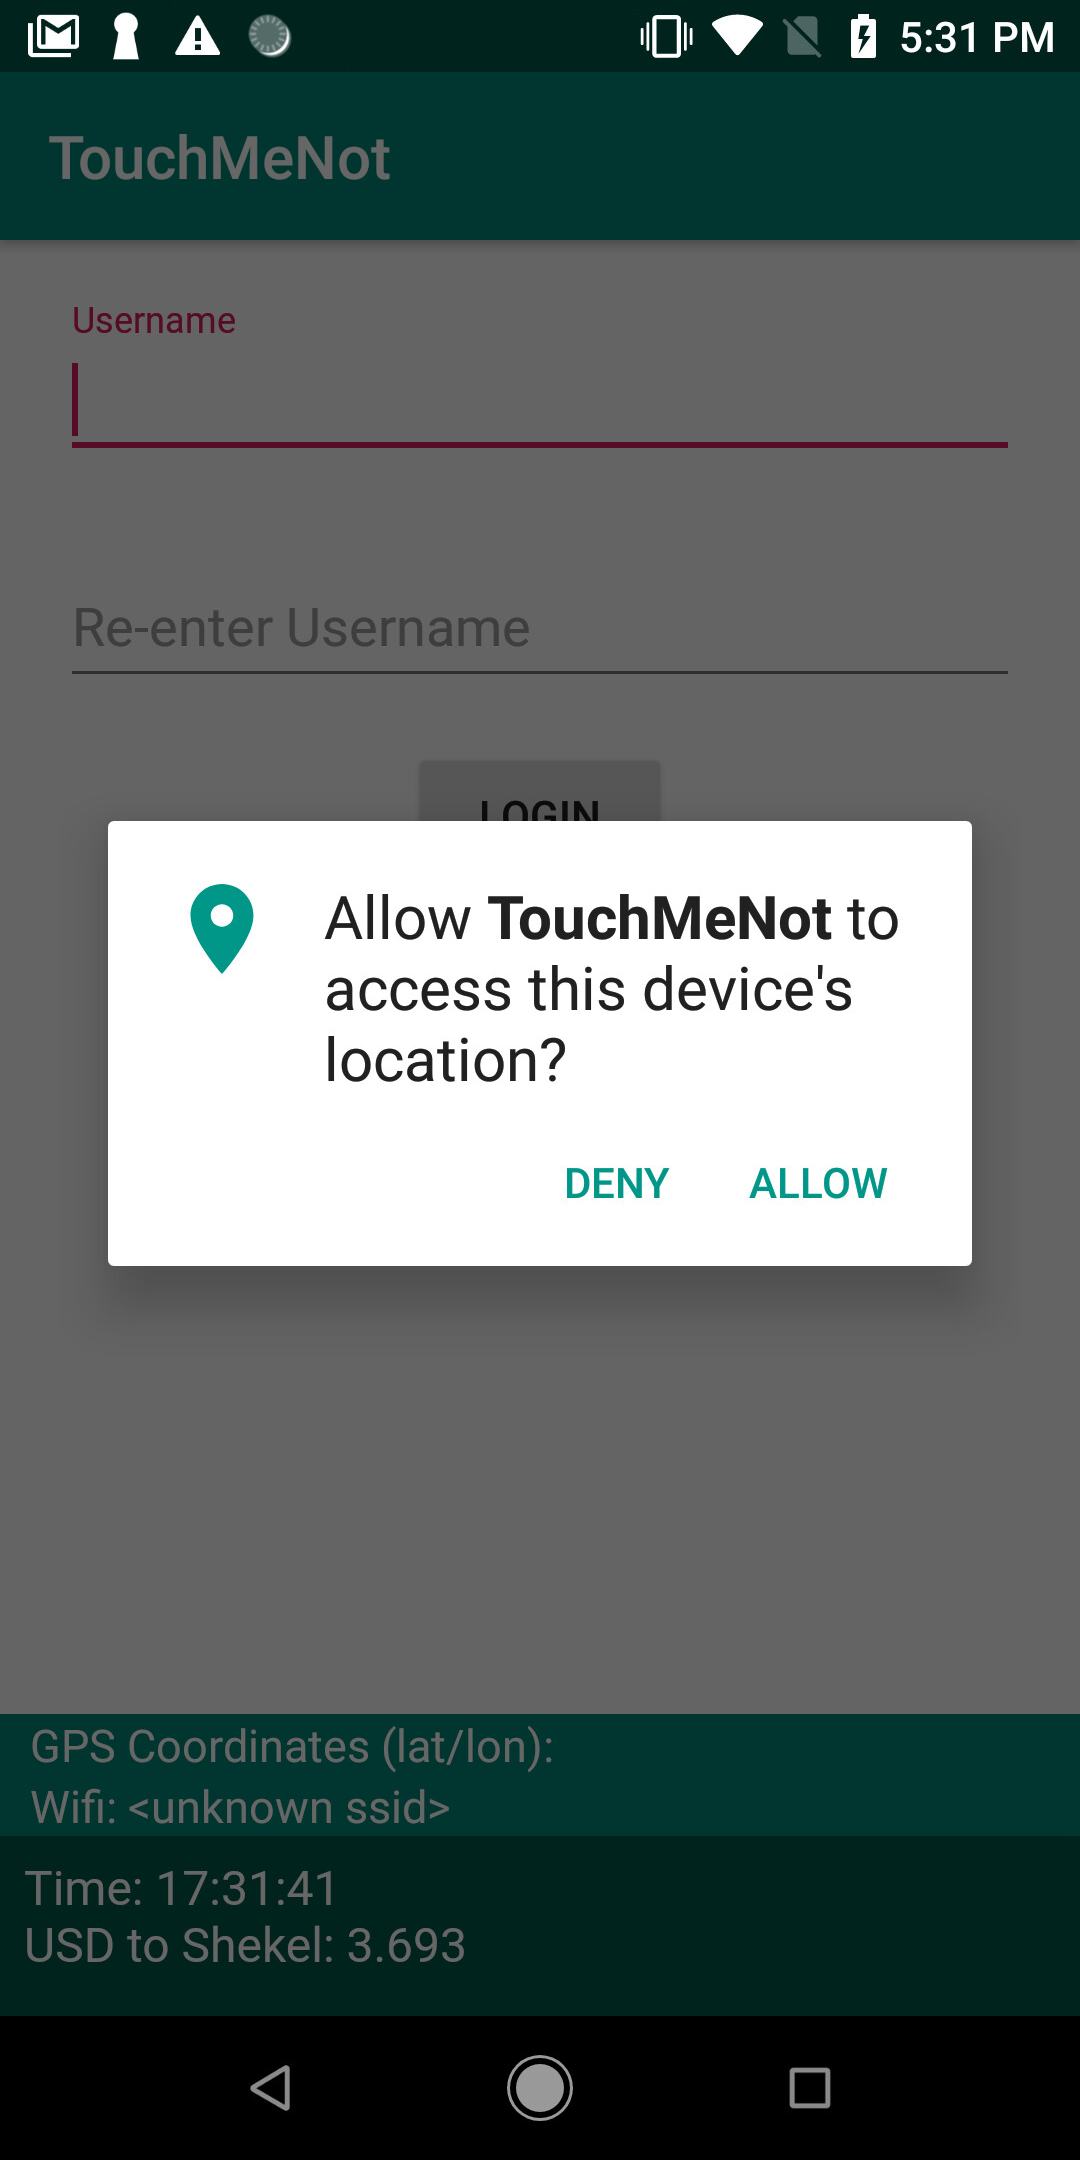 5:31 PM
TouchMeNot
Username
Re-enter Username
LOGIN
Allow TouchMeNot to
access this device's
location?
DENY ALLOW
GPS Coordinates (lat/lon):
Wifi: <unknown ssid>
Time: 17:31:41
USD to Shekel: 3.693